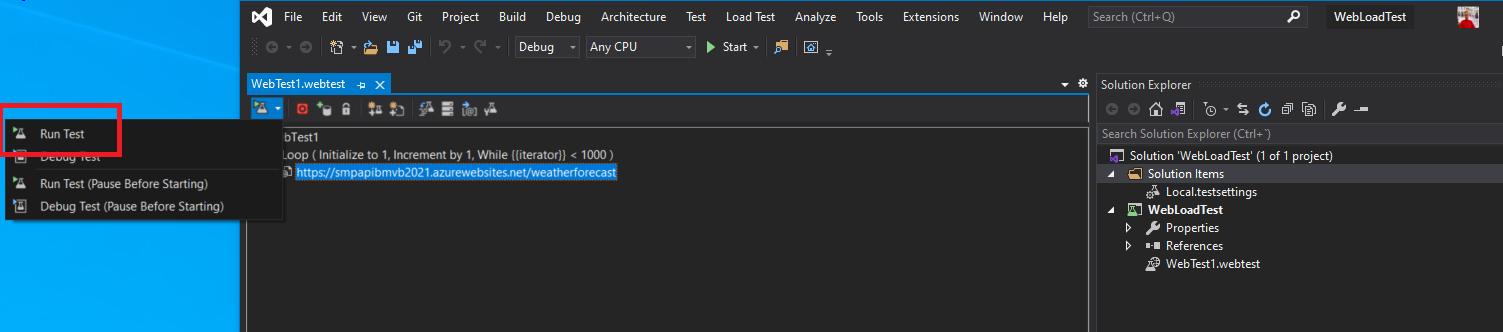 File Edit View Git Project Build Debug Architecture Test Load Test Analyze Tools Extensions Window Help Search (Ctrl+Q) WebLoadTest
Debug Any CPU Start
WebTest1.webtest
Solution Explorer
Search Solution Explorer (Ctrl+`)
Run Test
bTest1
Debug Test
Loop ( Initialize to 1, Increment by 1, While {{iterator}} < 1000 )
https://smpapibmvb2021.azurewebsites.net/weatherforecast
Run Test (Pause Before Starting)
Debug Test (Pause Before Starting)
Solution 'WebLoadTest' (1 of 1 project)
Solution Items
Local.testsettings
WebLoadTest
Properties
References
WebTest1.webtest